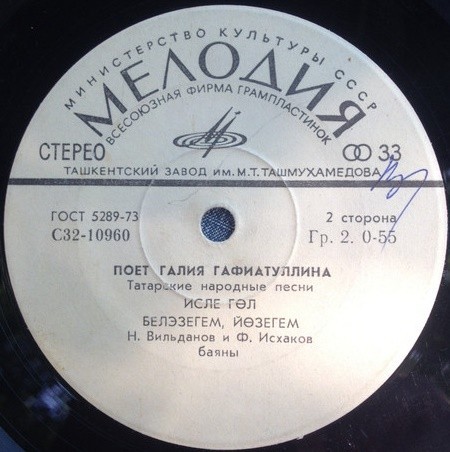 МИНИСТЕРСТВО КУЛЬТУРЫ СССР
МЕЛОДИЯ
ВСЕСОЮЗНАЯ ФИРМА ГРАМПЛАСТИНОК
СТЕРЕО
33
ТАШКЕНТСКИЙ ЗАВОД ИМ. М.Т. ТАШМУХАМЕДОВА
ГОСТ 5289-73
2 сторона
С32-10960
Гр. 2. 0-55
ПОЕТ ГАЛИЯ ГАФИАТУЛЛИНА
Татарские народные песни
ИСЛЕ ГӨЛ
БЕЛЭЗЕГЕМ, ЙӨЗЕГЕМ
Н. Вильданов и Ф. Исхаков
баяны